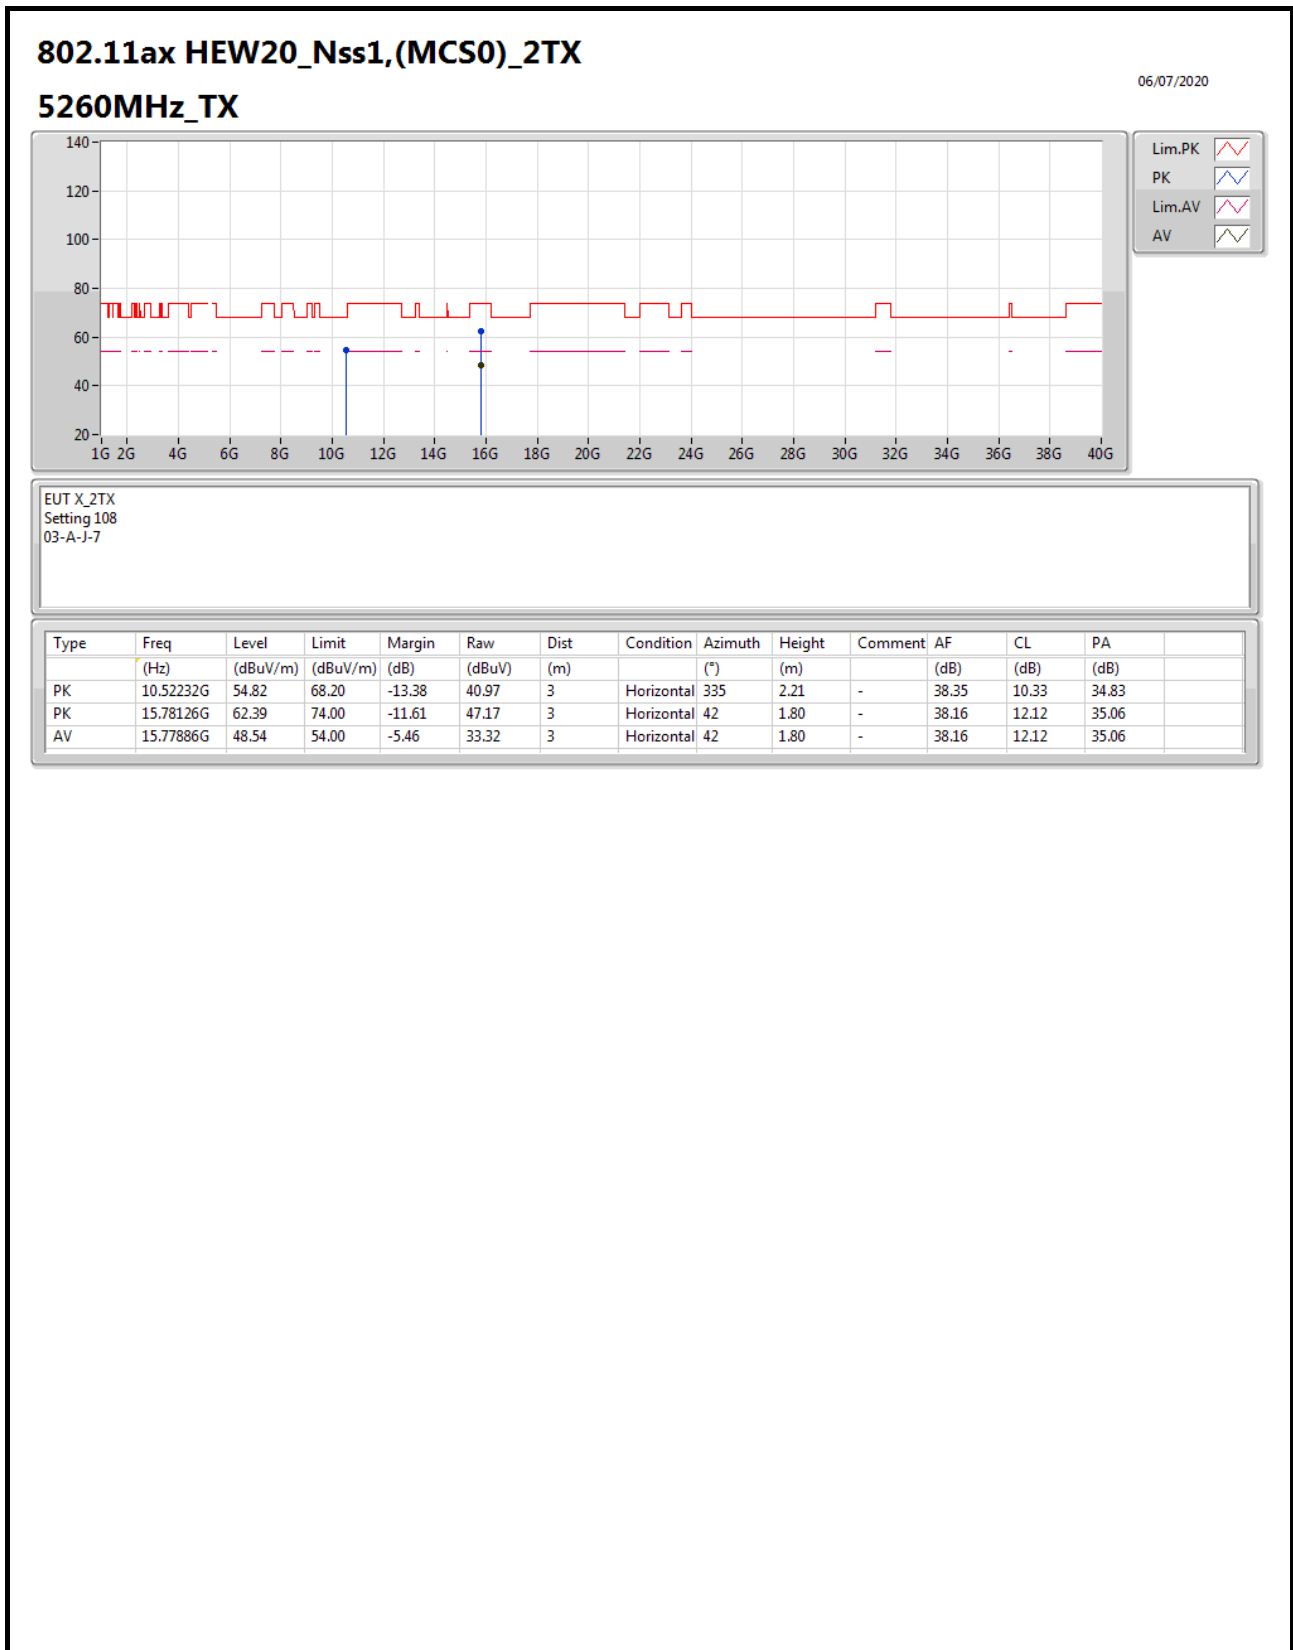 802.11ax HEW20_Nss1,(MCS0)_2TX
06/07/2020
5260MHz_TX
140
120
100
80
60
40
20
1G 2G 4G 6G 8G 10G 12G 14G 16G 18G 20G 22G 24G 26G 28G 30G 32G 34G 36G 38G 40G
Lim.PK
PK
Lim.AV
AV
EUT X_2TX
Setting 108
03-A-J-7
Type Freq Level Limit Margin Raw Dist Condition Azimuth Height Comment AF CL PA
(Hz) (dBuV/m) (dBuV/m) (dB) (dBuV) (m) (°) (m) (dB) (dB) (dB)
PK 10.52232G 54.82 68.20 -13.38 40.97 3 Horizontal 335 2.21 - 38.35 10.33 34.83
PK 15.78126G 62.39 74.00 -11.61 47.17 3 Horizontal 42 1.80 - 38.16 12.12 35.06
AV 15.77886G 48.54 54.00 -5.46 33.32 3 Horizontal 42 1.80 - 38.16 12.12 35.06